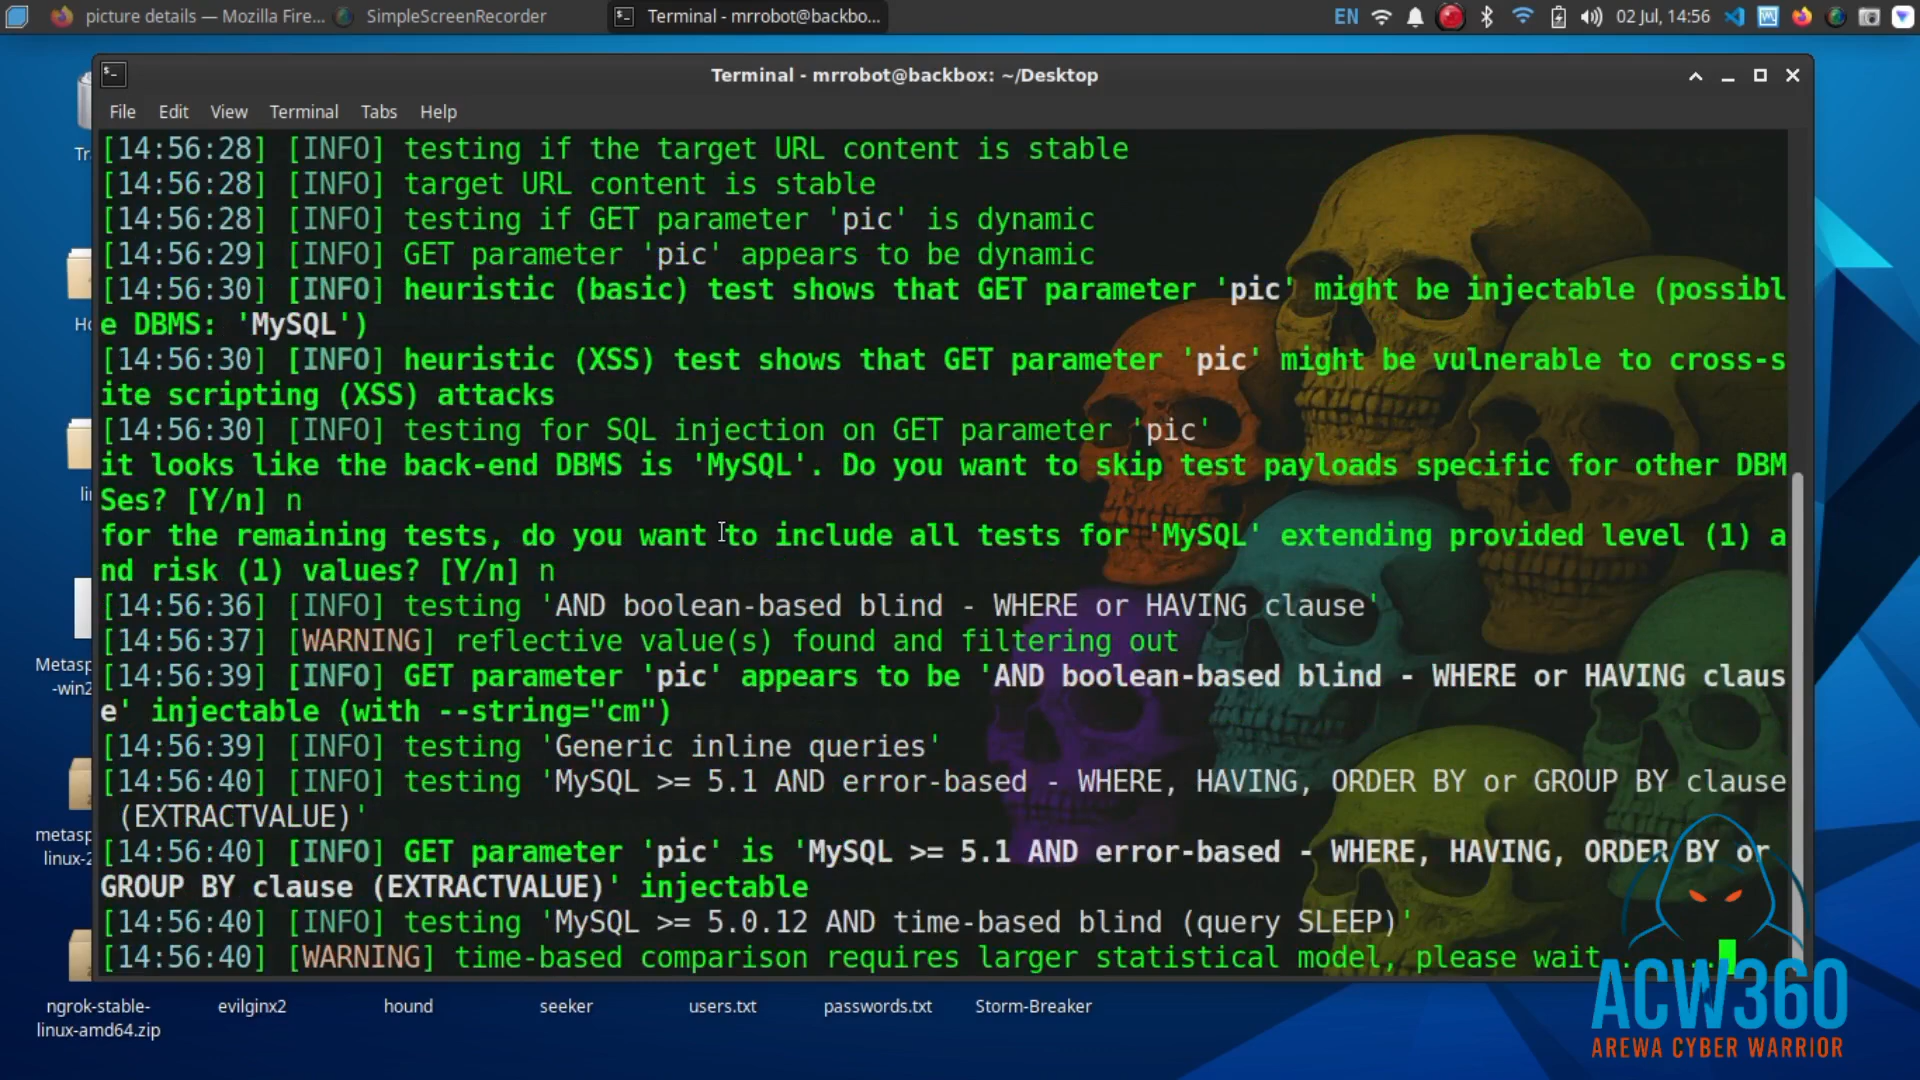 picture details — Mozilla Fire...
SimpleScreenRecorder
Terminal - mrrobot@backbo...
EN
02 Jul, 14:56
Terminal - mrrobot@backbox: ~/Desktop
File Edit View Terminal Tabs Help
[14:56:28] [INFO] testing if the target URL content is stable
[14:56:28] [INFO] target URL content is stable
[14:56:28] [INFO] testing if GET parameter 'pic' is dynamic
[14:56:29] [INFO] GET parameter 'pic' appears to be dynamic
[14:56:30] [INFO] heuristic (basic) test shows that GET parameter 'pic' might be injectable (possibl
e DBMS: 'MySQL')
[14:56:30] [INFO] heuristic (XSS) test shows that GET parameter 'pic' might be vulnerable to cross-s
ite scripting (XSS) attacks
[14:56:30] [INFO] testing for SQL injection on GET parameter 'pic'
it looks like the back-end DBMS is 'MySQL'. Do you want to skip test payloads specific for other DBM
Ses? [Y/n] n
for the remaining tests, do you want to include all tests for 'MySQL' extending provided level (1) a
nd risk (1) values? [Y/n] n
[14:56:36] [INFO] testing 'AND boolean-based blind - WHERE or HAVING clause'
[14:56:37] [WARNING] reflective value(s) found and filtering out
[14:56:39] [INFO] GET parameter 'pic' appears to be 'AND boolean-based blind - WHERE or HAVING claus
e' injectable (with --string="cm")
[14:56:39] [INFO] testing 'Generic inline queries'
[14:56:40] [INFO] testing 'MySQL >= 5.1 AND error-based - WHERE, HAVING, ORDER BY or GROUP BY clause
(EXTRACTVALUE)'
[14:56:40] [INFO] GET parameter 'pic' is 'MySQL >= 5.1 AND error-based - WHERE, HAVING, ORDER BY or
GROUP BY clause (EXTRACTVALUE)' injectable
[14:56:40] [INFO] testing 'MySQL >= 5.0.12 AND time-based blind (query SLEEP)'
[14:56:40] [WARNING] time-based comparison requires larger statistical model, please wait
Tr
Ho
lin
Metasp
-win2
metasp
linux-2
ngrok-stable-
linux-amd64.zip
evilginx2
hound
seeker
users.txt
passwords.txt
Storm-Breaker
ACW360
AREWA CYBER WARRIOR